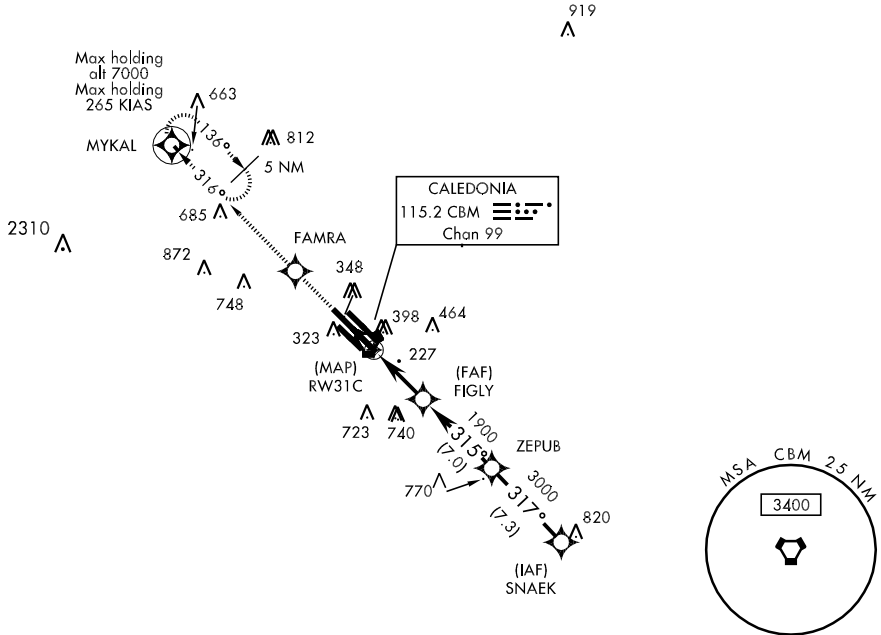 919
Max holding
alt 7000
Max holding
265 KIAS
663
136°
812
MYKAL
5 NM
316°
CALEDONIA
115.2 CBM
Chan 99
685
2310
FAMRA
872
348
748
398
464
323
227
(MAP)
RW31C
(FAF)
FIGLY
723
740
1900
315°
(7.0)
ZEPUB
770
3000
317°
(7.3)
820
(IAF)
SNAEK
MSA CBM 25 NM
3400